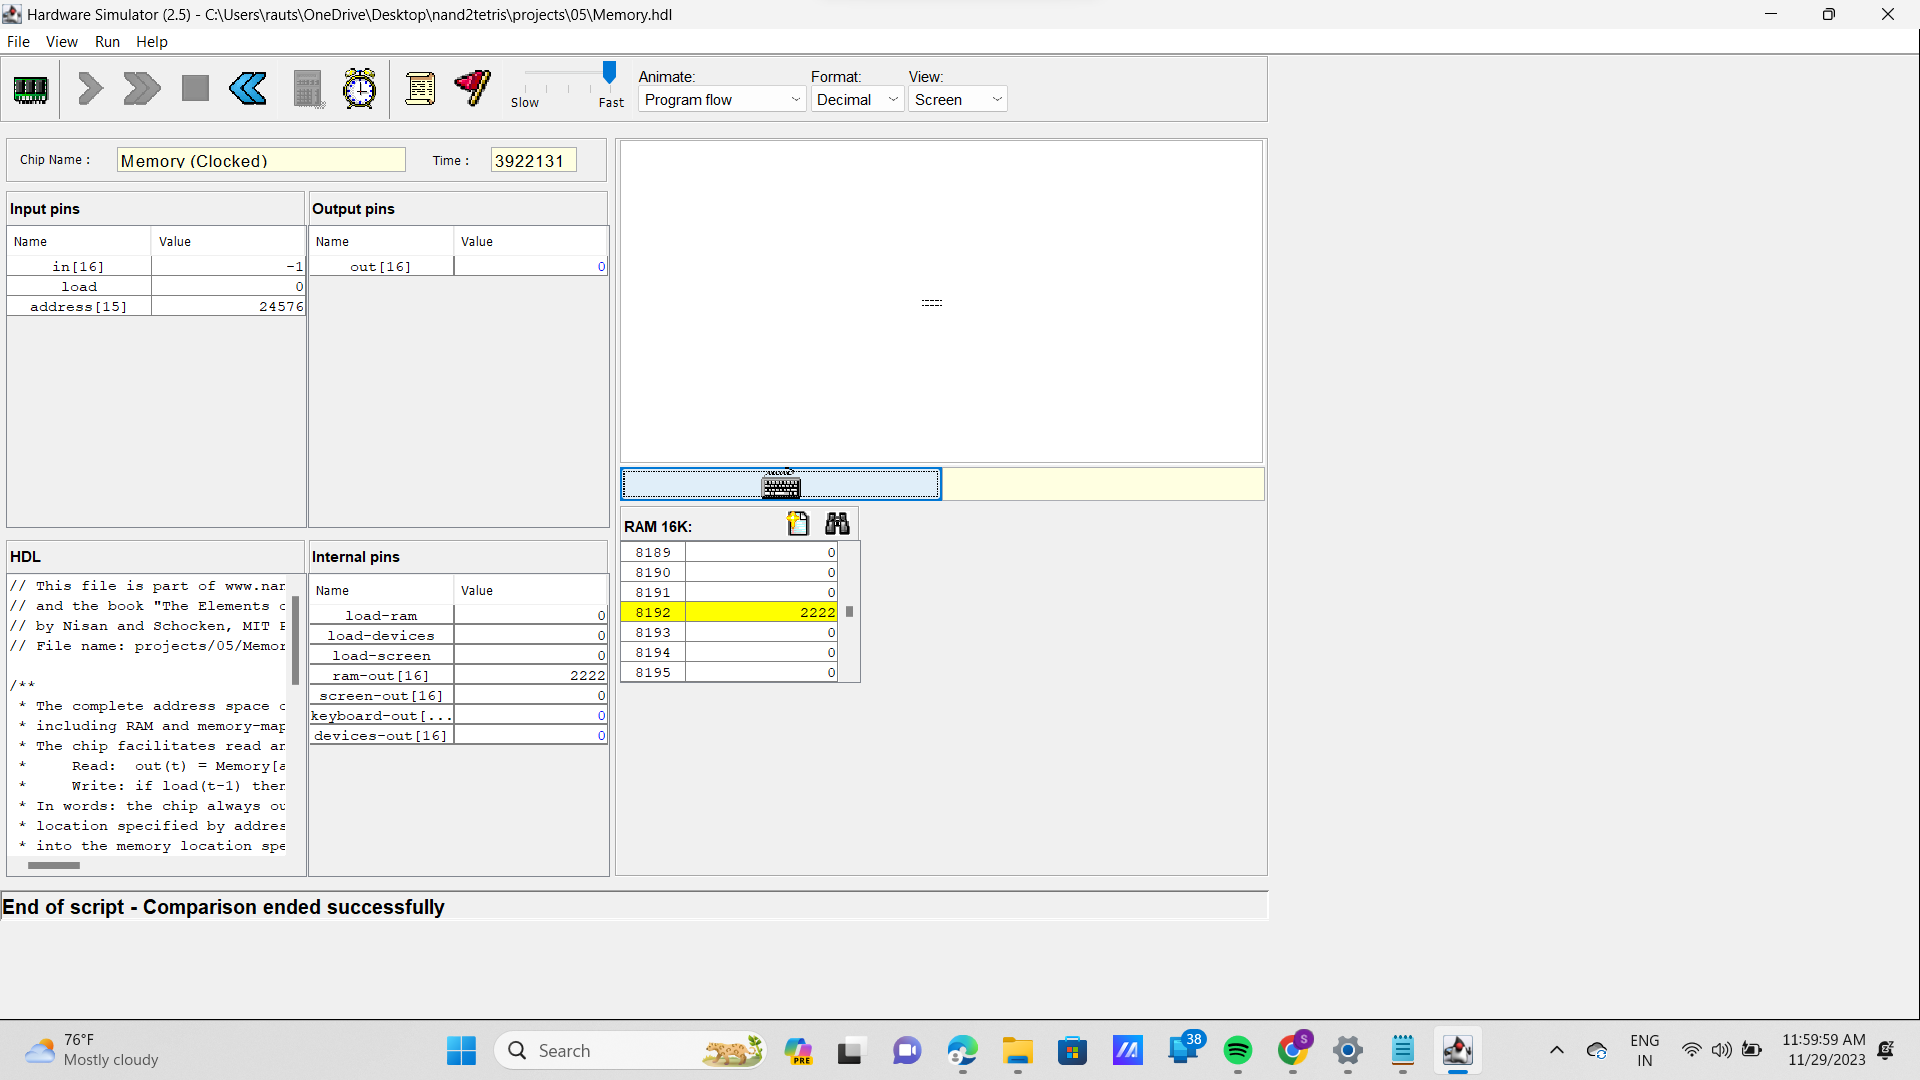 Hardware Simulator (2.5) - C:\Users\rauts\OneDrive\Desktop\nand2tetris\projects\05\Memory.hdl
File View Run Help
Slow Fast
Animate: Format: View:
Program flow Decimal Screen
Chip Name : Memory (Clocked) Time : 3922131
Input pins
Name Value
in[16] -1
load 0
address[15] 24576
Output pins
Name Value
out[16] 0
HDL
// This file is part of www.nan
// and the book "The Elements o
// by Nisan and Schocken, MIT P
// File name: projects/05/Memor
/**
* The complete address space o
* including RAM and memory-map
* The chip facilitates read an
* Read: out(t) = Memory[a
* Write: if load(t-1) then
* In words: the chip always ou
* location specified by addres
* into the memory location spe
Internal pins
Name Value
load-ram 0
load-devices 0
load-screen 0
ram-out[16] 2222
screen-out[16] 0
keyboard-out[... 0
devices-out[16] 0
RAM 16K:
8189 0
8190 0
8191 0
8192 2222
8193 0
8194 0
8195 0
End of script - Comparison ended successfully
76°F
Mostly cloudy
Search
PRE
38
S
ENG
IN
11:59:59 AM
11/29/2023